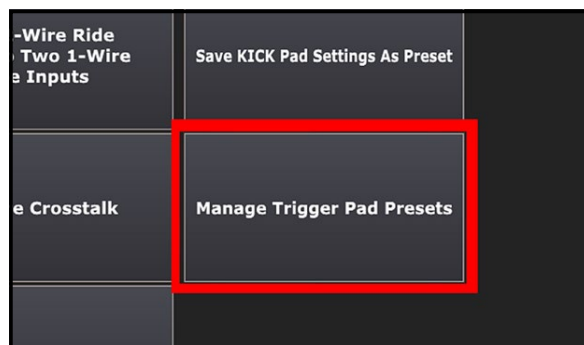 -Wire Ride
Two 1-Wire
e Inputs
Save KICK Pad Settings As Preset
e Crosstalk
Manage Trigger Pad Presets